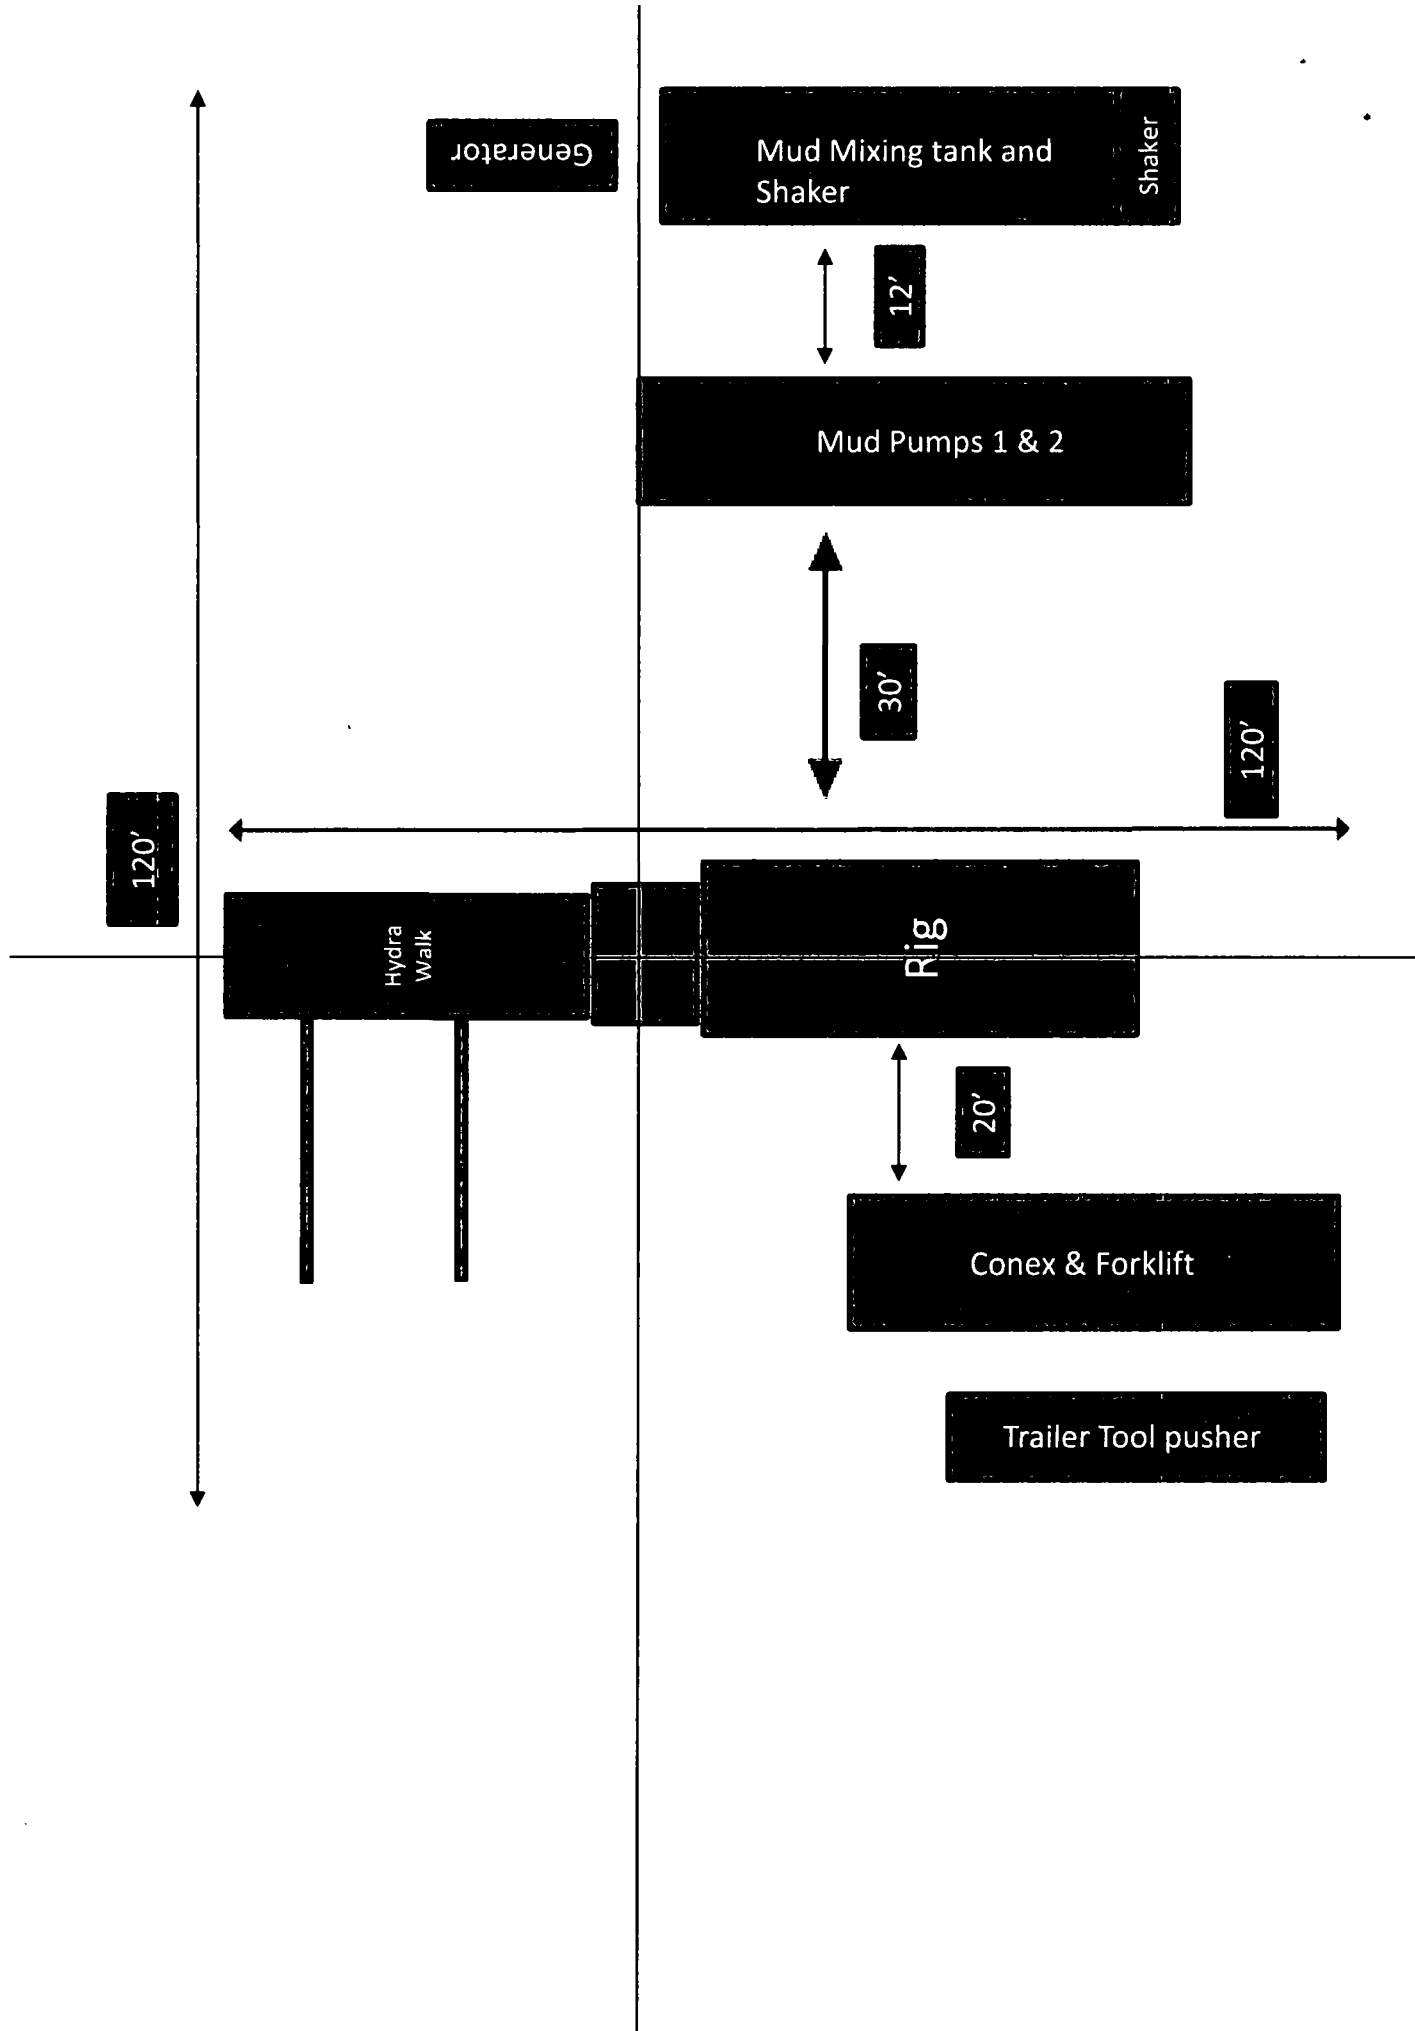 Generator
Mud Mixing tank and
Shaker
Shaker
12'
Mud Pumps 1 & 2
30'
120'
120'
Hydra
Walk
Rig
20'
Conex & Forklift
Trailer Tool pusher